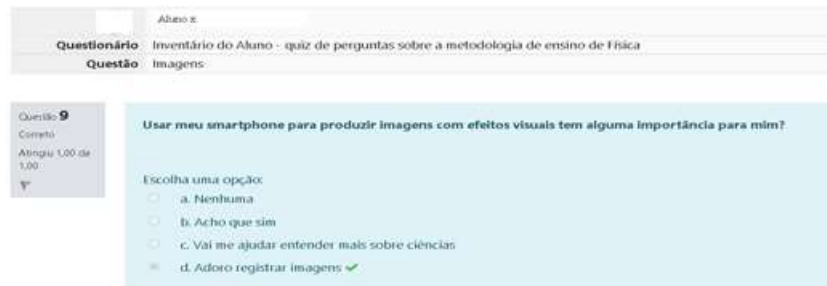 Aluno x
Questionário Inventário do Aluno - quiz de perguntas sobre a metodologia de ensino de Física
Questão Imagens
Questão 9
Correto
Atingiu 1,00 de
1,00
Usar meu smartphone para produzir imagens com efeitos visuais tem alguma importância para mim?
Escolha uma opção:
a. Nenhuma
b. Acho que sim
c. Vai me ajudar entender mais sobre ciências
d. Adoro registrar imagens